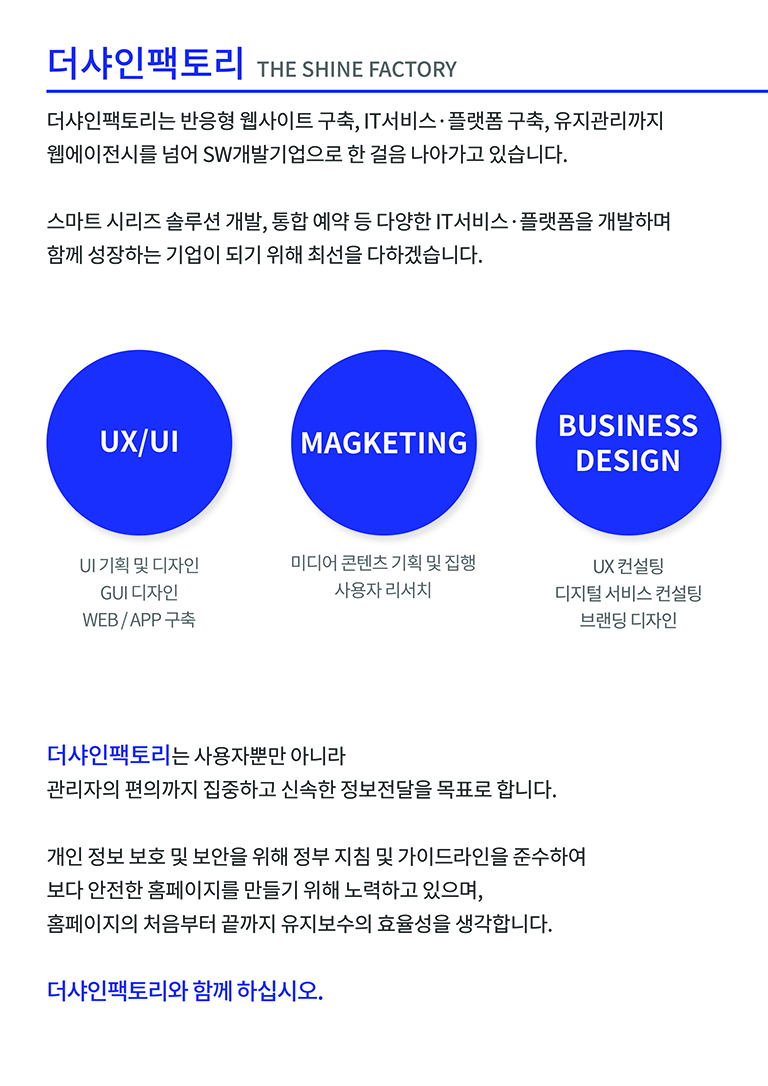 더샤인팩토리 THE SHINE FACTORY
더샤인팩토리는 반응형 웹사이트 구축, IT서비스·플랫폼 구축, 유지관리까지
웹에이전시를 넘어 SW개발기업으로 한 걸음 나아가고 있습니다.
스마트 시리즈 솔루션 개발, 통합 예약 등 다양한 IT서비스·플랫폼을 개발하며
함께 성장하는 기업이 되기 위해 최선을 다하겠습니다.
UX/UI
UI 기획 및 디자인
GUI 디자인
WEB / APP 구축
MAGKETING
미디어 콘텐츠 기획 및 집행
사용자 리서치
BUSINESS
DESIGN
UX 컨설팅
디지털 서비스 컨설팅
브랜딩 디자인
더샤인팩토리는 사용자뿐만 아니라
관리자의 편의까지 집중하고 신속한 정보전달을 목표로 합니다.
개인 정보 보호 및 보안을 위해 정부 지침 및 가이드라인을 준수하여
보다 안전한 홈페이지를 만들기 위해 노력하고 있으며,
홈페이지의 처음부터 끝까지 유지보수의 효율성을 생각합니다.
더샤인팩토리와 함께 하십시오.